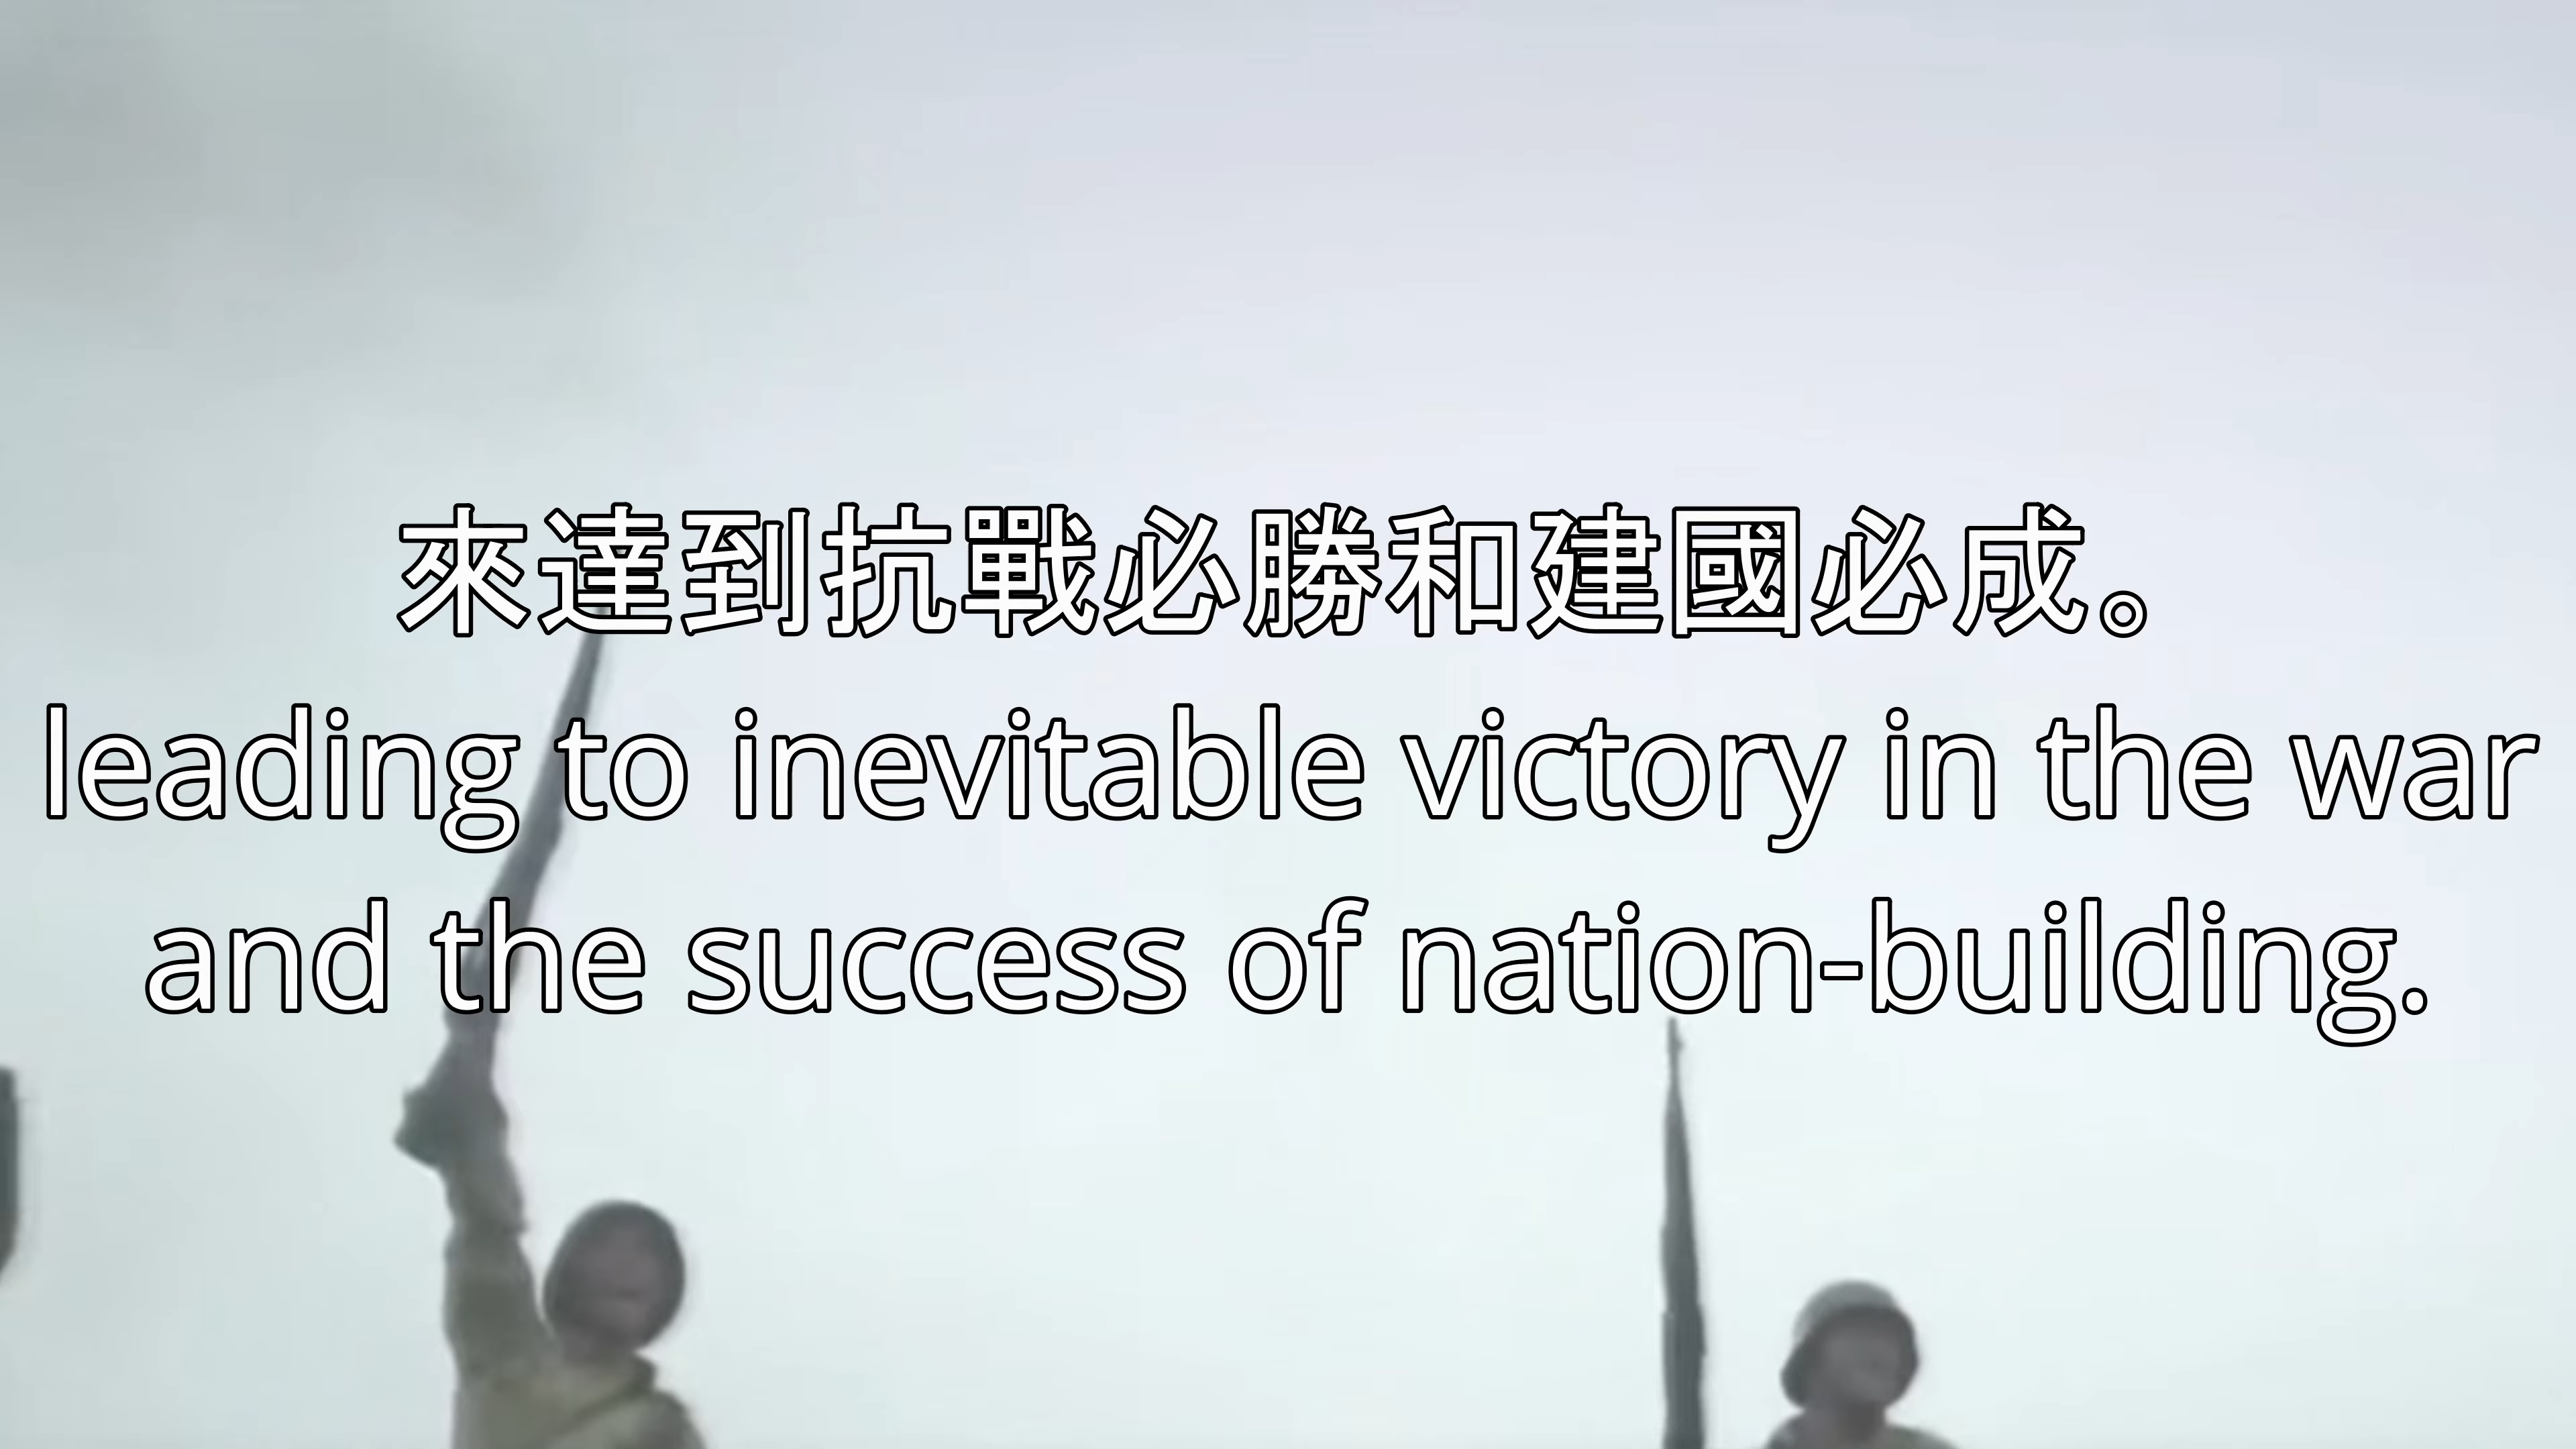 來達到抗戰必勝和建國必成。
leading to inevitable victory in the war
and the success of nation-building.